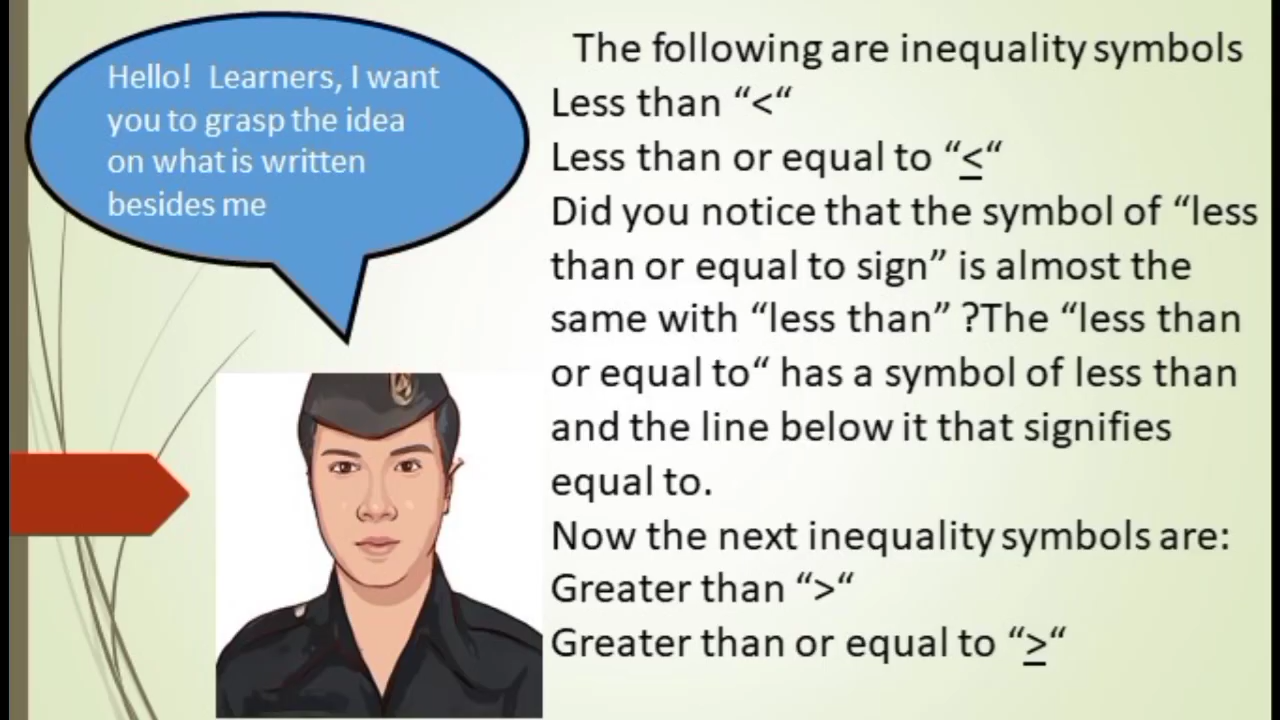 Hello!  Learners, I want
you to grasp the idea
on what is written
besides me
The following are inequality symbols
Less than “<“
Less than or equal to “≤“
Did you notice that the symbol of “less
than or equal to sign” is almost the
same with “less than” ?The “less than
or equal to“ has a symbol of less than
and the line below it that signifies
equal to.
Now the next inequality symbols are:
Greater than “>“
Greater than or equal to “≥“